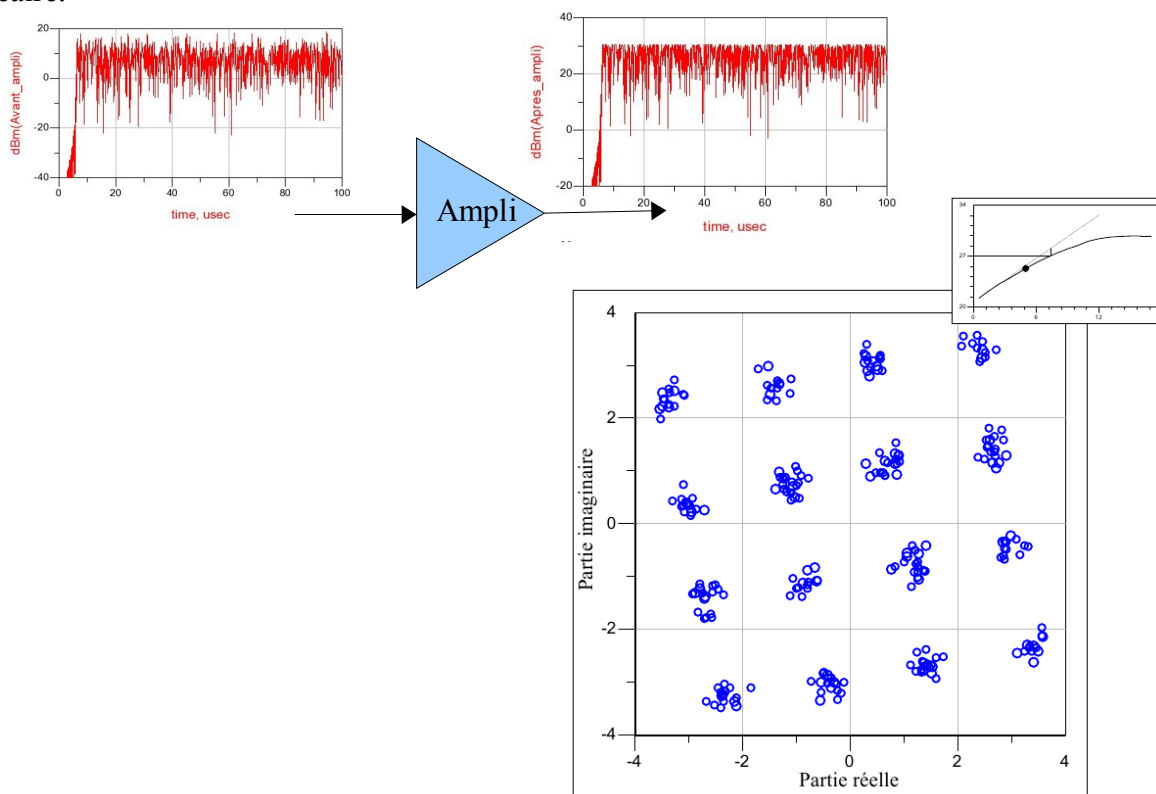 20
0
-20
-40
dBm(Avant_ampli)
0 20 40 60 80 100
time, usec
Ampli
40
20
0
-20
dBm(Apres_ampli)
0 20 40 60 80 100
time, usec
34
27
20
0 6 12
4
2
0
-2
-4
Partie imaginaire
-4 -2 0 2 4
Partie réelle